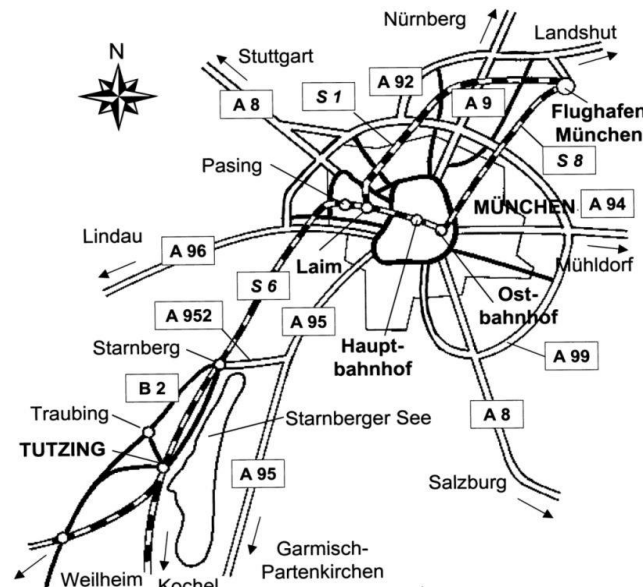 Nürnberg
Landshut
N
Stuttgart
A 92
S 1
A 8
A 9
Flughafen
München
S 8
Pasing
MÜNCHEN
A 94
Lindau
A 96
Laim
Mühldorf
S 6
Ost-
bahnhof
A 952
A 95
Haupt-
bahnhof
A 99
Starnberg
B 2
A 8
Traubing
Starnberger See
TUTZING
A 95
Salzburg
Garmisch-
Partenkirchen
Weilheim
Kochel